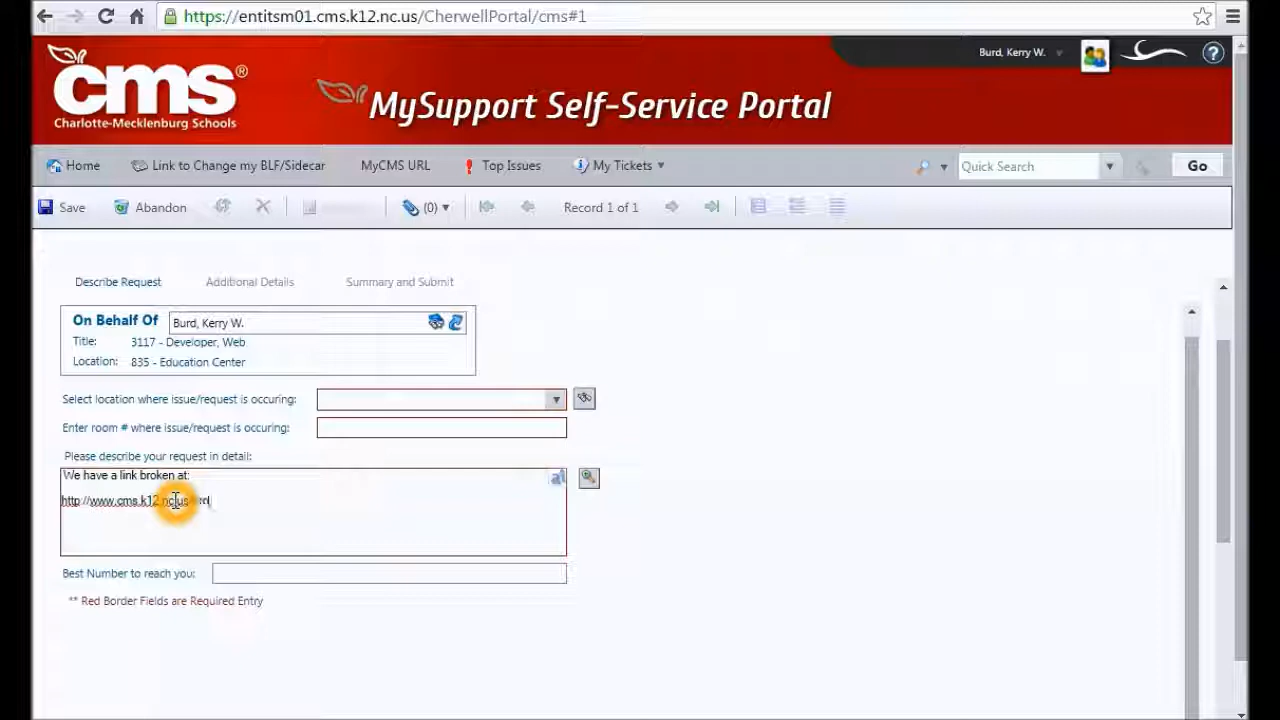 https://entitsm01.cms.k12.nc.us/CherwellPortal/cms#1
Burd, Kerry W.
cms®
Charlotte-Mecklenburg Schools
MySupport Self-Service Portal
Home Link to Change my BLF/Sidecar MyCMS URL Top Issues My Tickets Quick Search Go
Save Abandon (0) Record 1 of 1
Describe Request Additional Details Summary and Submit
On Behalf Of Burd, Kerry W.
Title: 3117 - Developer, Web
Location: 835 - Education Center
Select location where issue/request is occuring:
Enter room # where issue/request is occuring:
Please describe your request in detail:
We have a link broken at:
http://www.cms.k12.nc.us
Best Number to reach you:
** Red Border Fields are Required Entry